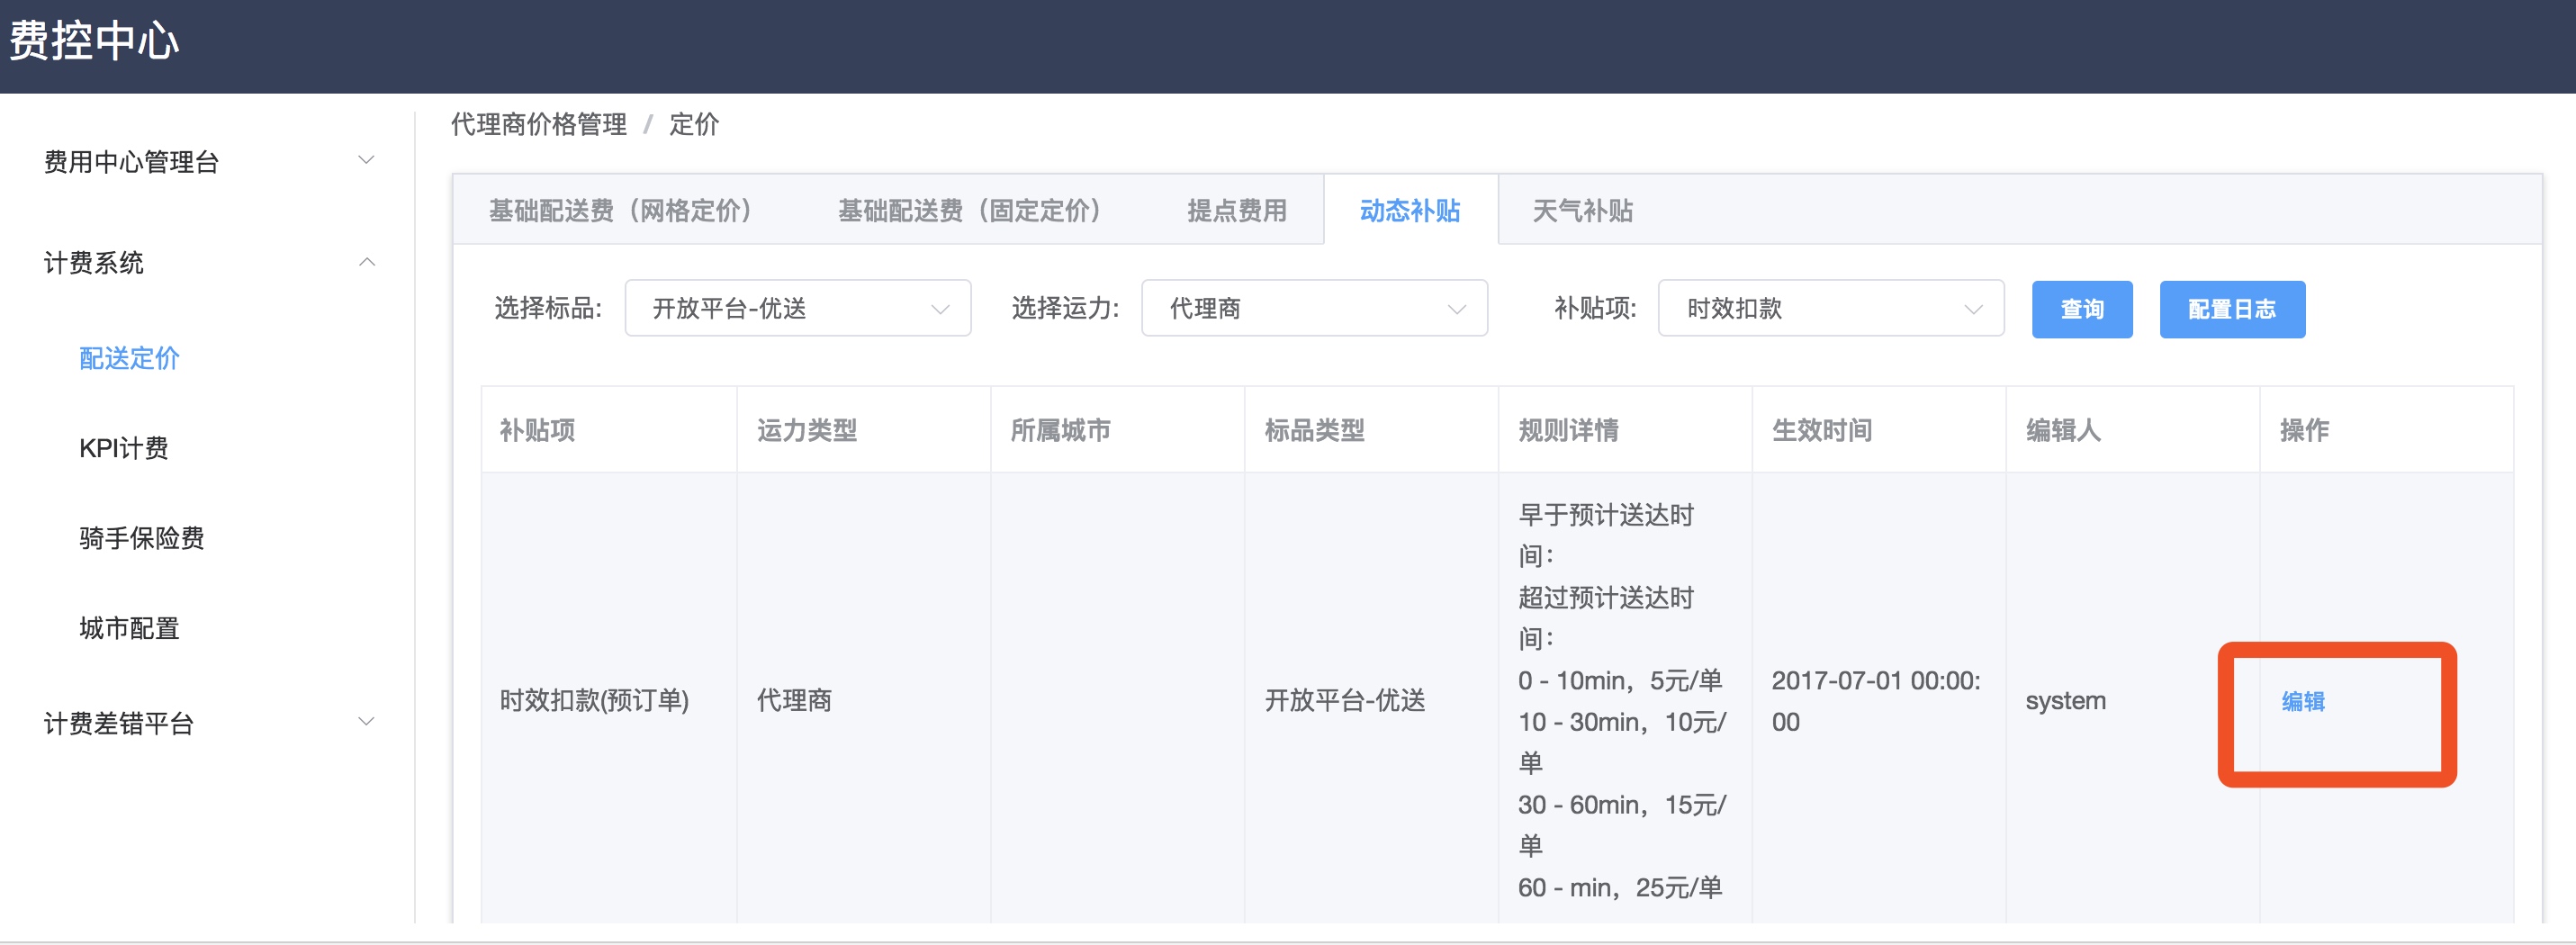 费控中心
费用中心管理台
计费系统
配送定价
KPI计费
骑手保险费
城市配置
计费差错平台
代理商价格管理 / 定价
基础配送费（网格定价） 基础配送费（固定定价） 提点费用 动态补贴 天气补贴
选择标品: 开放平台-优送 选择运力: 代理商 补贴项: 时效扣款 查询 配置日志
补贴项 运力类型 所属城市 标品类型 规则详情 生效时间 编辑人 操作
时效扣款(预订单)
代理商
开放平台-优送
早于预计送达时
间：
超过预计送达时
间：
0 - 10min，5元/单
10 - 30min，10元/
单
30 - 60min，15元/
单
60 - min，25元/单
2017-07-01 00:00:
00
system
编辑